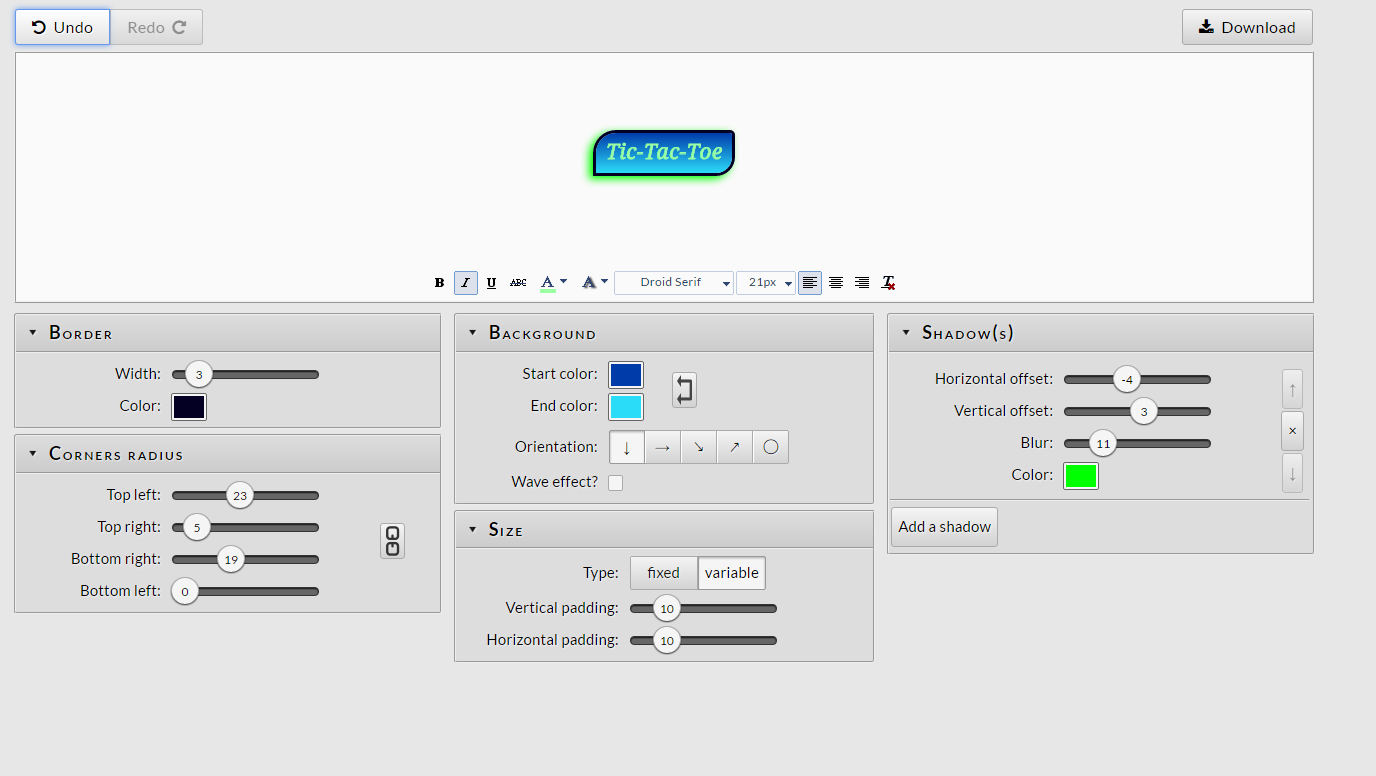 Undo Redo Download
Tic-Tac-Toe
B I U ABC A A Droid Serif 21px T
Border
Width: 3
Color:
Corners radius
Top left: 23
Top right: 5
Bottom right: 19
Bottom left: 0
Background
Start color:
End color:
Orientation: ↓ → ↘ ↗ ○
Wave effect?
Size
Type: fixed variable
Vertical padding: 10
Horizontal padding: 10
Shadow(s)
Horizontal offset: -4
Vertical offset: 3
Blur: 11
Color:
↑
×
↓
Add a shadow